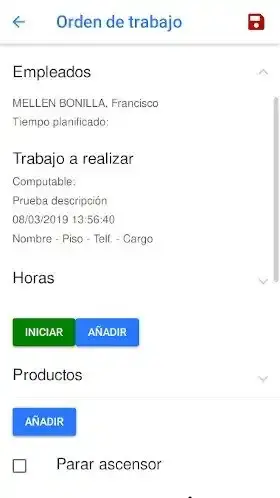 Orden de trabajo
Empleados
MELLEN BONILLA, Francisco
Tiempo planificado:
Trabajo a realizar
Computable:
Prueba descripción
08/03/2019 13:56:40
Nombre - Piso - Telf. - Cargo
Horas
INICIAR AÑADIR
Productos
AÑADIR
Parar ascensor